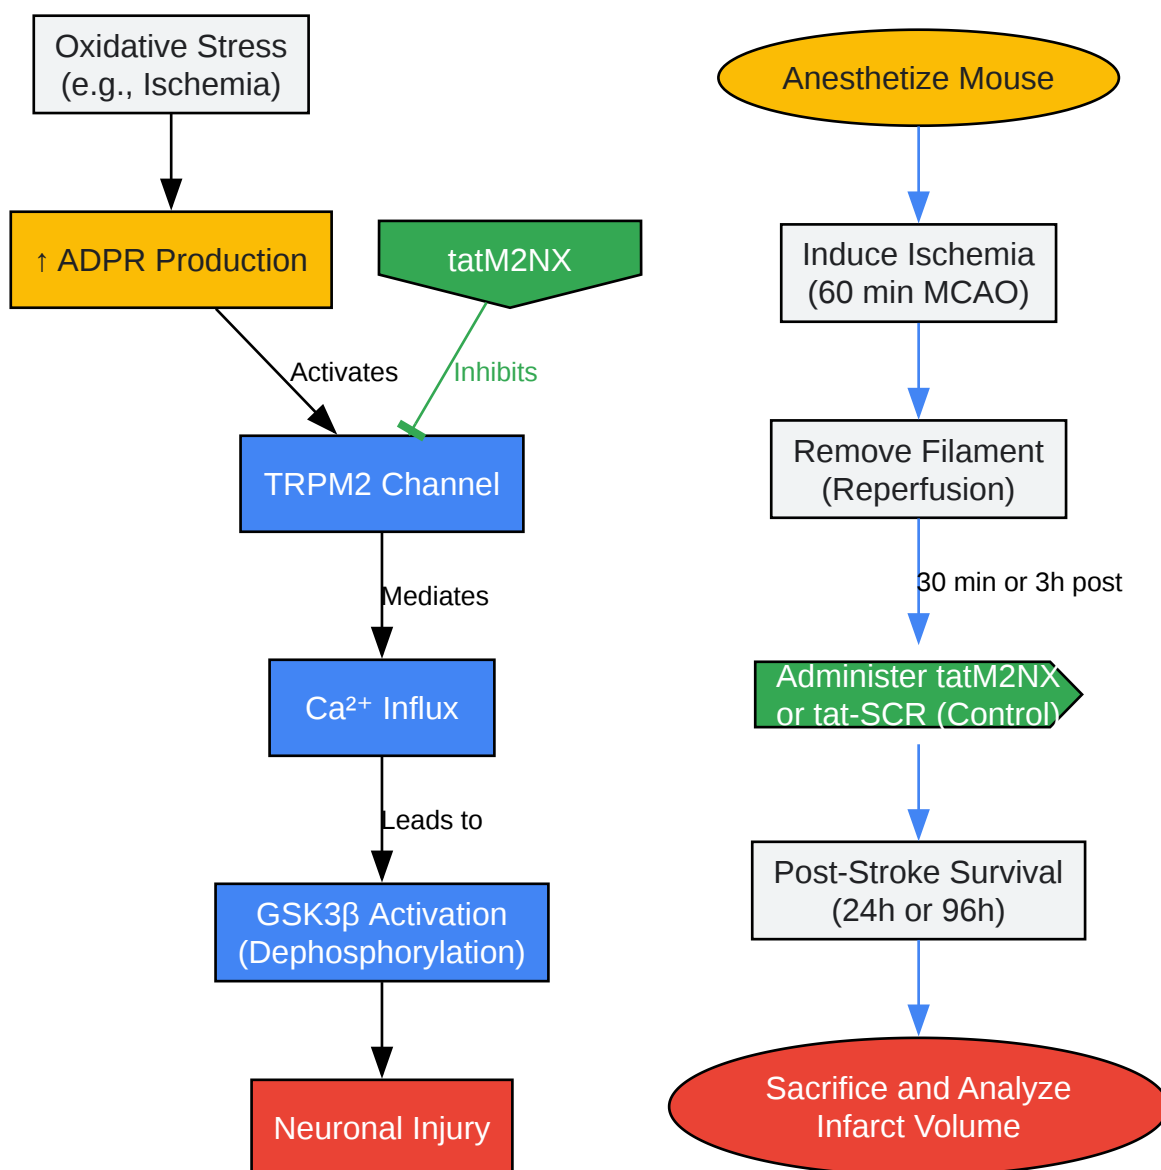 Oxidative Stress
(e.g., Ischemia)
↑ ADPR Production
tatM2NX
Activates
Inhibits
TRPM2 Channel
Mediates
Ca²⁺ Influx
Leads to
GSK3β Activation
(Dephosphorylation)
Neuronal Injury
Anesthetize Mouse
Induce Ischemia
(60 min MCAO)
Remove Filament
(Reperfusion)
30 min or 3h post
Administer tatM2NX
or tat-SCR (Control)
Post-Stroke Survival
(24h or 96h)
Sacrifice and Analyze
Infarct Volume